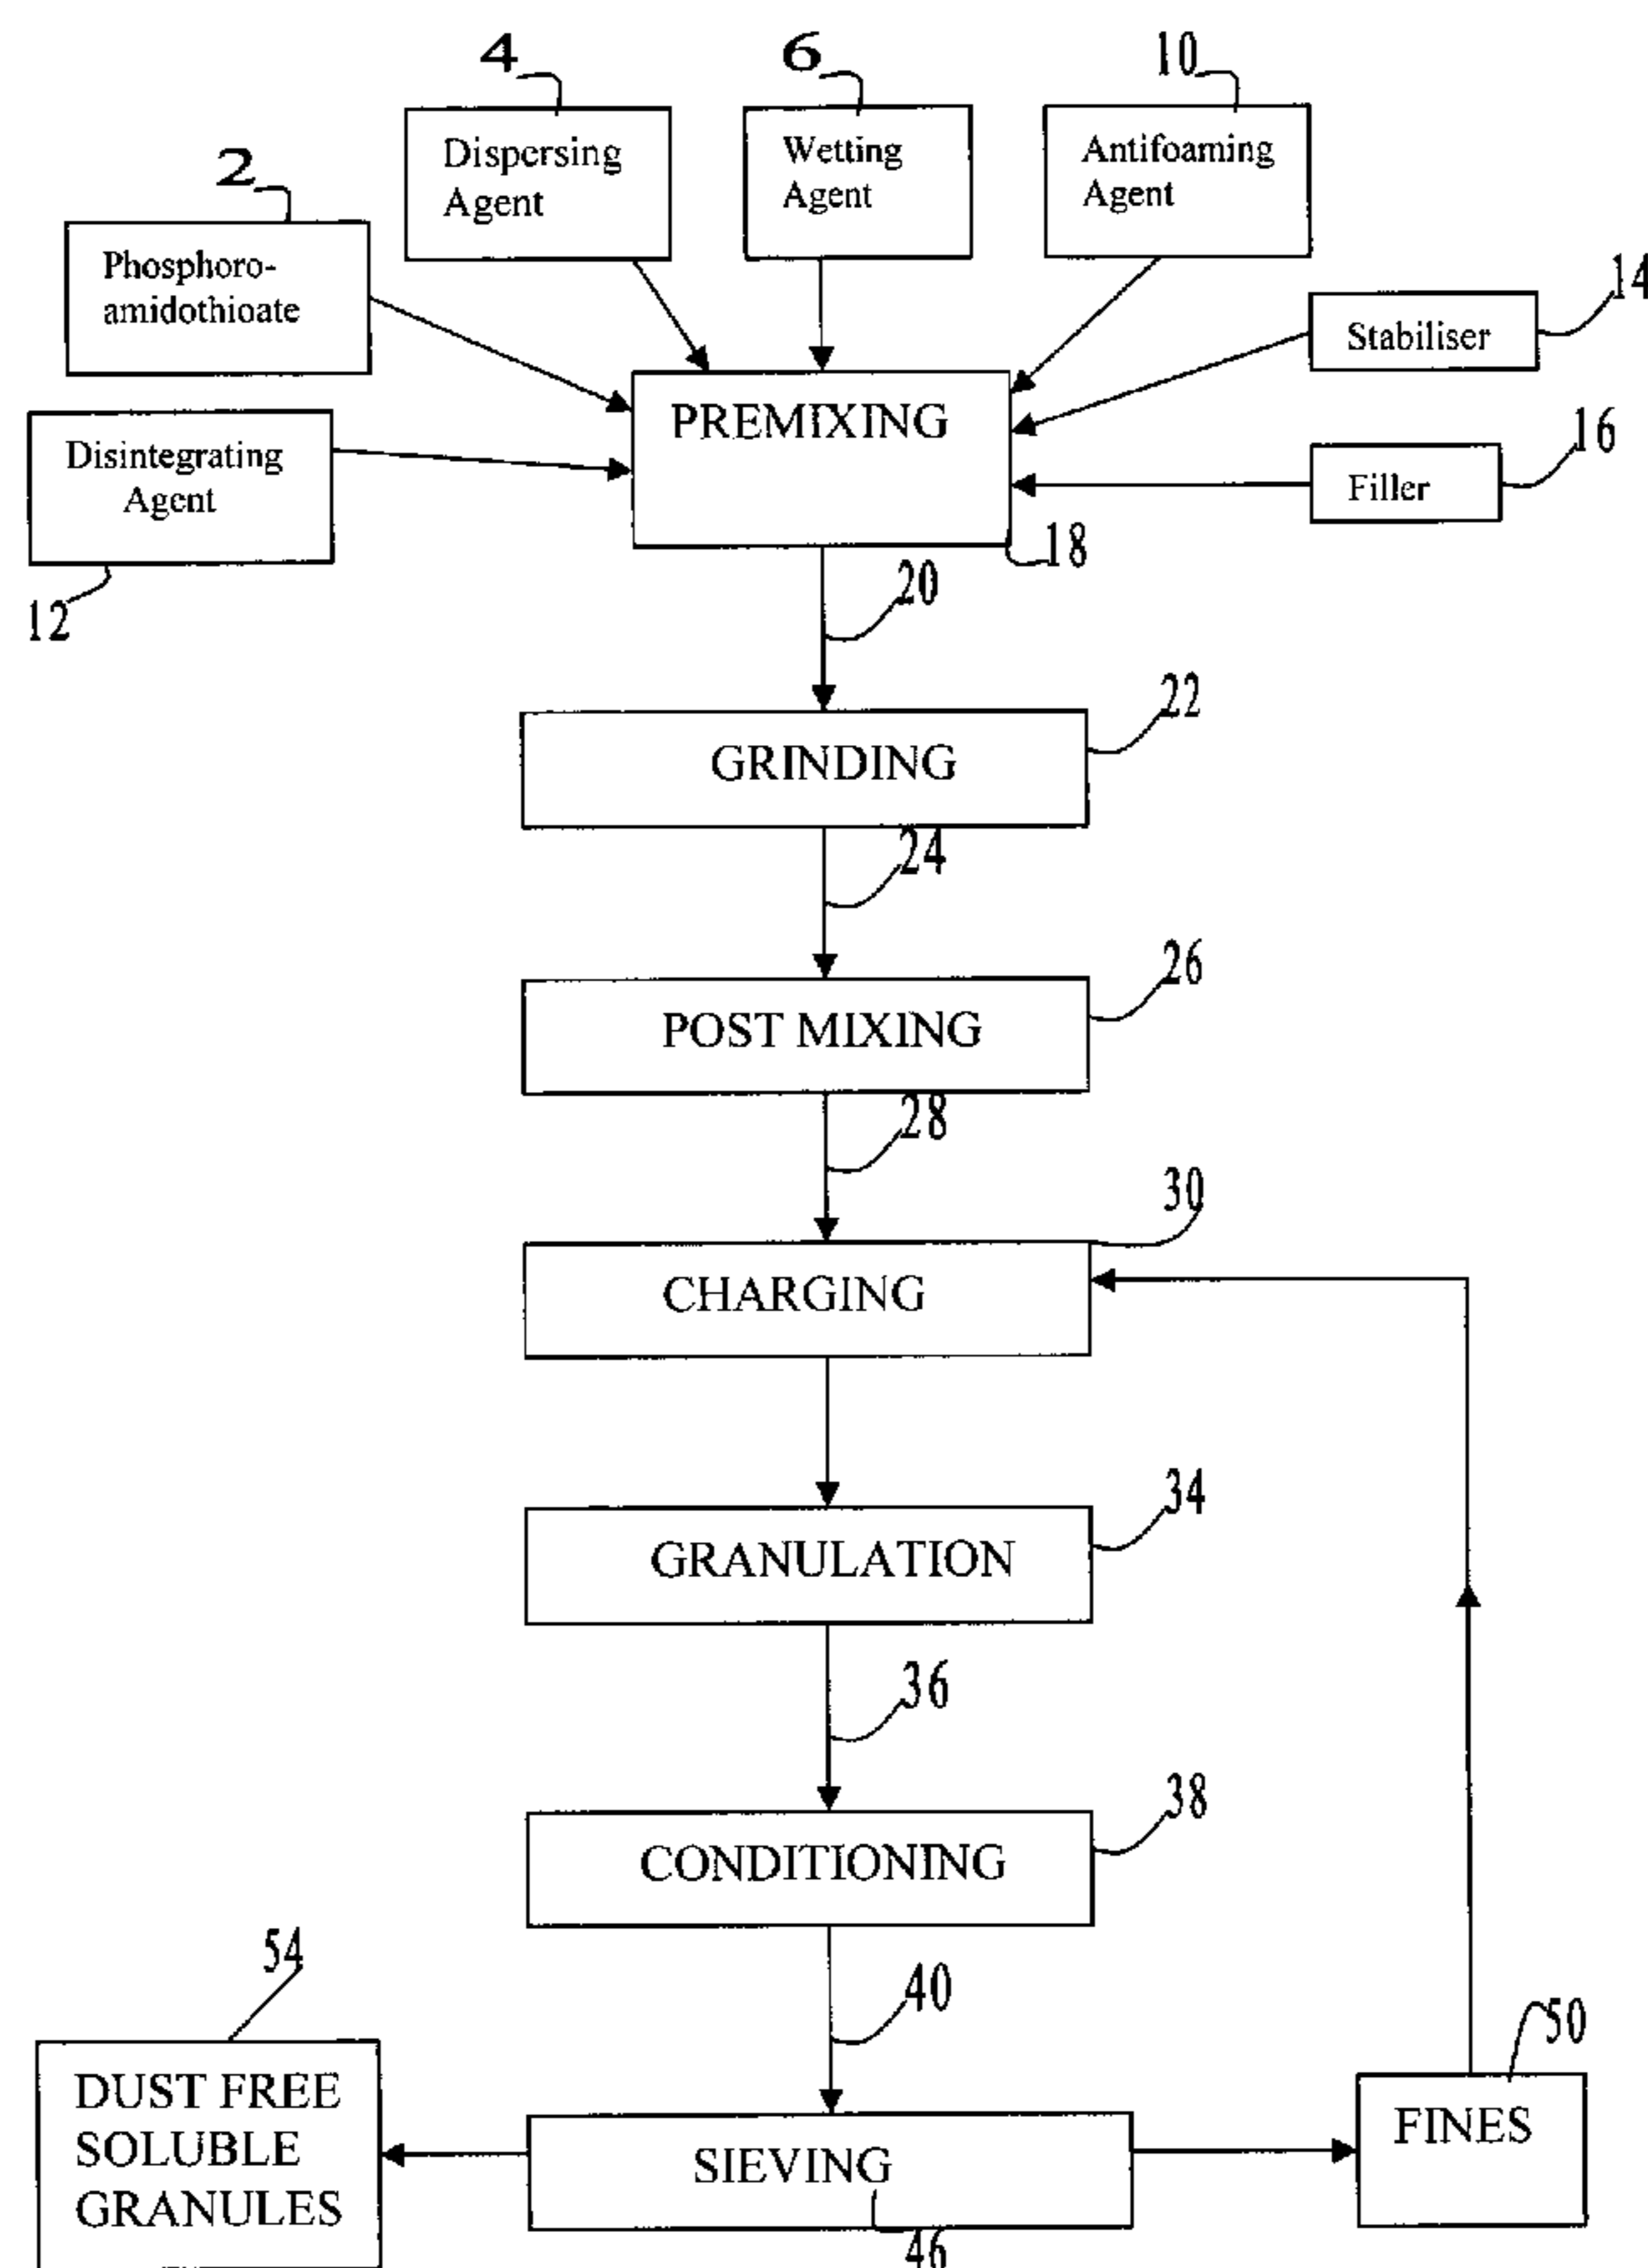 4
6
10
2
Dispersing
Agent
Wetting
Agent
Antifoaming
Agent
Phosphoro-
amidothioate
14
Stabiliser
PREMIXING
16
Disintegrating
Agent
Filler
18
12
20
22
GRINDING
24
26
POST MIXING
28
30
CHARGING
34
GRANULATION
36
38
CONDITIONING
54
40
50
DUST FREE
SOLUBLE
GRANULES
SIEVING
FINES
46